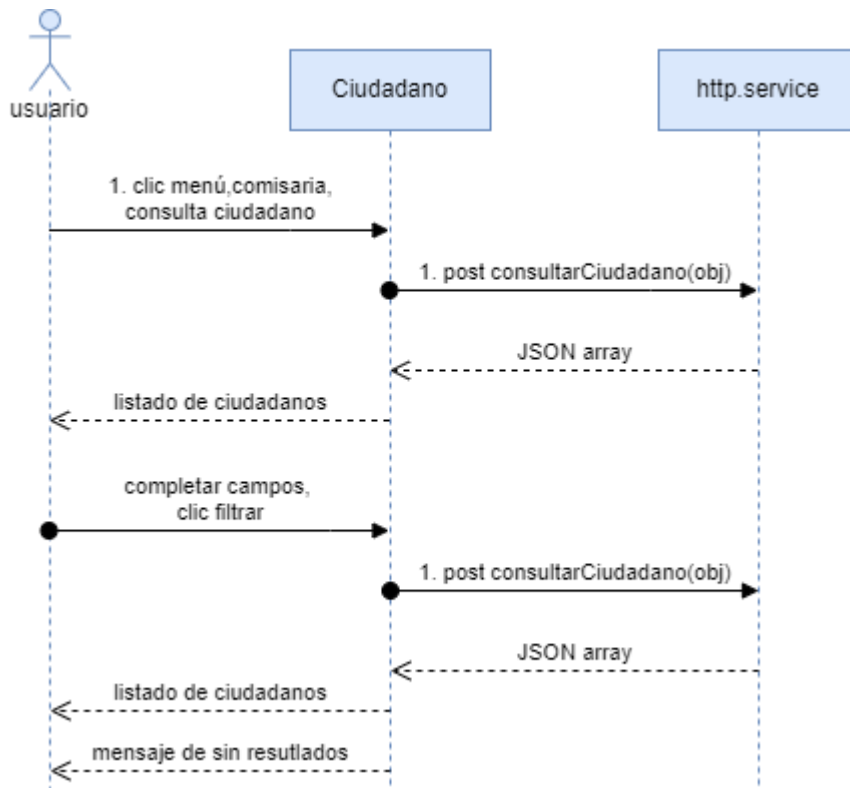 usuario
Ciudadano
http.service
1. clic menú,comisaria,
consulta ciudadano
1. post consultarCiudadano(obj)
JSON array
listado de ciudadanos
completar campos,
clic filtrar
1. post consultarCiudadano(obj)
JSON array
listado de ciudadanos
mensaje de sin resutlados